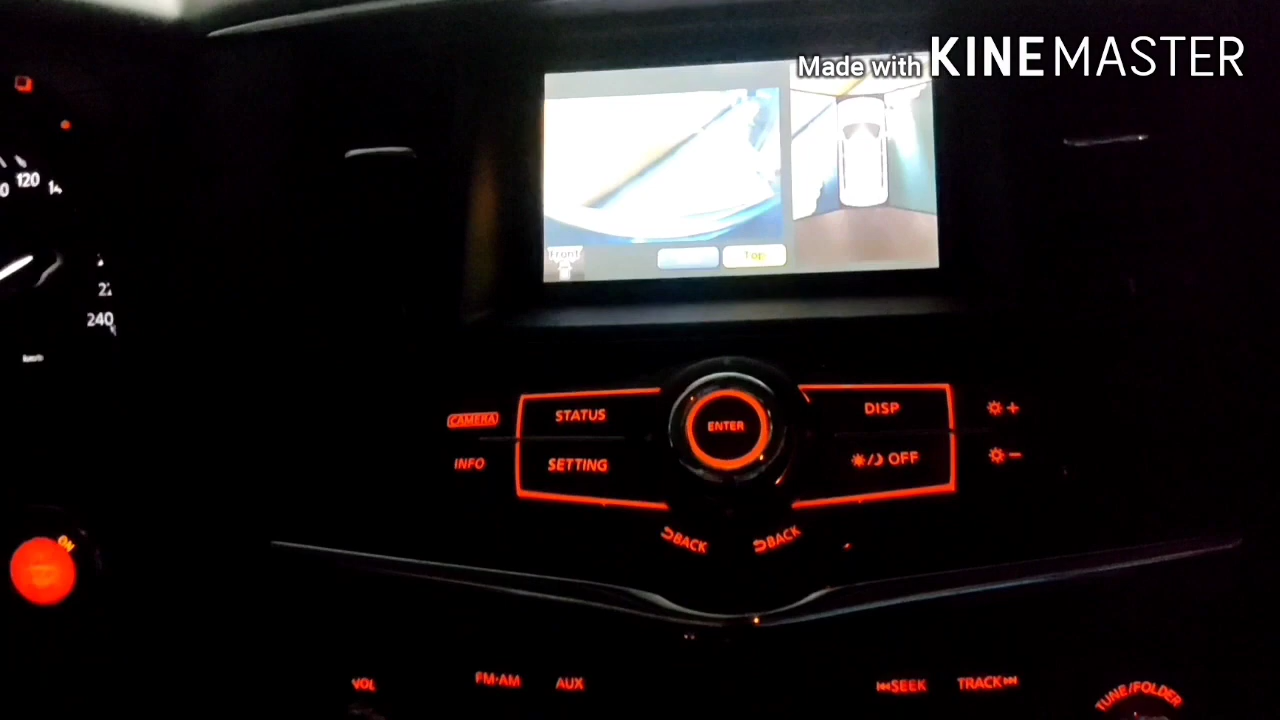 Made with KINEMASTER
120
240
Front
Top
CAMERA
STATUS
ENTER
DISP
+
INFO
SETTING
/ OFF
-
BACK
BACK
ON
VOL
FM·AM
AUX
SEEK
TRACK
TUNE/FOLDER